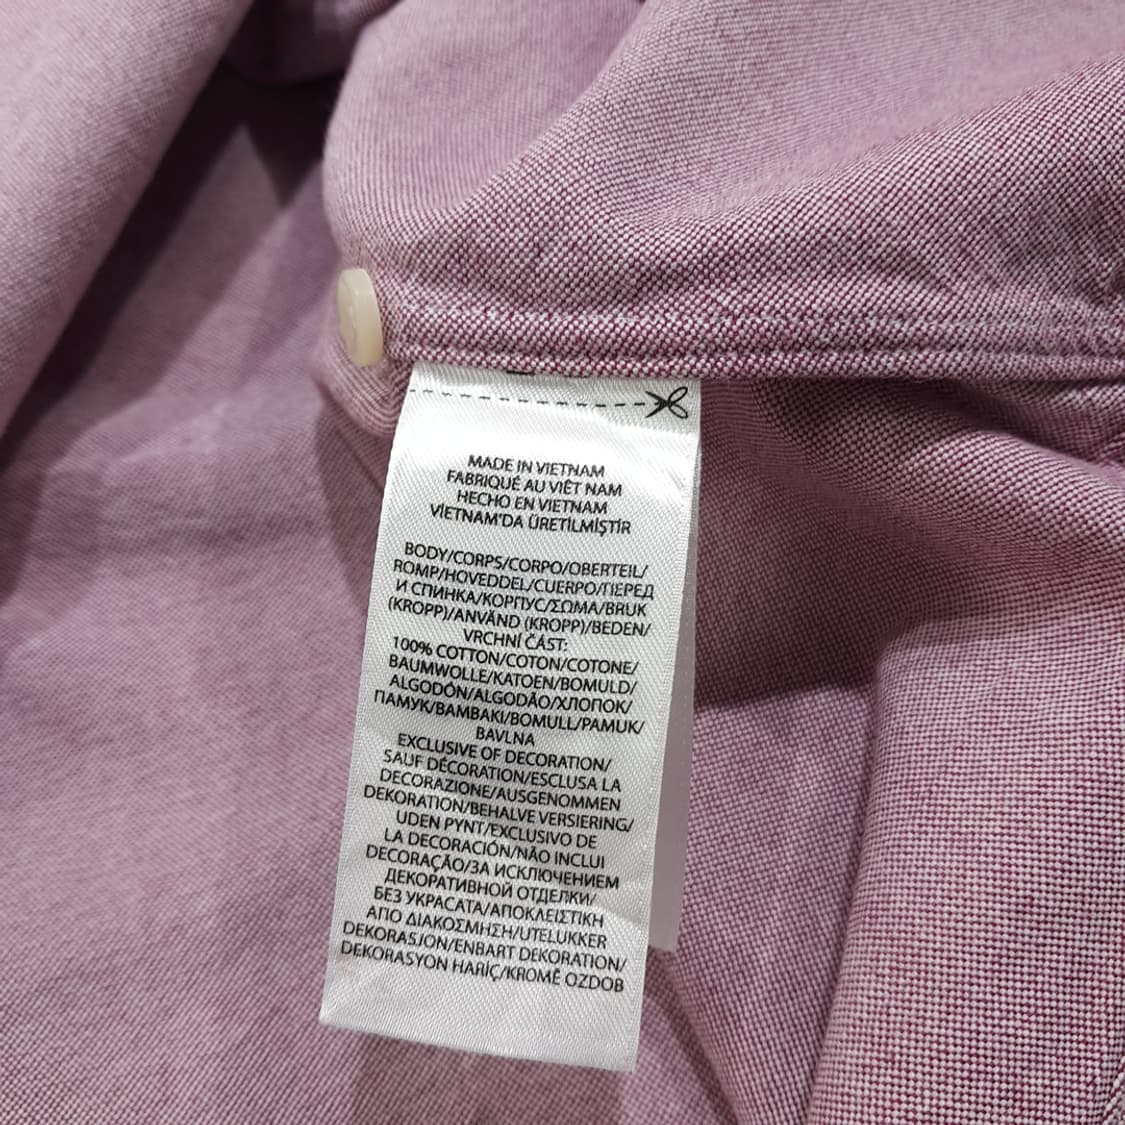 MADE IN VIETNAM
FABRIQUÉ AU VIÊT NAM
HECHO EN VIETNAM
VİETNAM'DA ÜRETİLMİŞTİR
BODY/CORPS/CORPO/OBERTEIL/
ROMP/HOVEDDEL/CUERPO/ПЕРЕД
И СПИНКА/КОРПУС/ΣΩΜΑ/BRUK
(KROPP)/ANVÄND (KROPP)/BEDEN/
VRCHNÍ ČÁST:
100% COTTON/COTON/COTONE/
BAUMWOLLE/KATOEN/BOMULD/
ALGODÓN/ALGODÃO/ХЛОПОК/
ПАМУК/ΒΑΜΒΑΚΙ/BOMULL/PAMUK/
BAVLNA
EXCLUSIVE OF DECORATION/
SAUF DÉCORATION/ESCLUSA LA
DECORAZIONE/AUSGENOMMEN
DEKORATION/BEHALVE VERSIERING/
UDEN PYNT/EXCLUSIVO DE
LA DECORACIÓN/NÃO INCLUI
DECORAÇÃO/ЗА ИСКЛЮЧЕНИЕМ
ДЕКОРАТИВНОЙ ОТДЕЛКИ/
БЕЗ УКРАСАТА/ΑΠΟΚΛΕΙΣΤΙΚΗ
ΑΠΟ ΔΙΑΚΟΣΜΗΣΗ/UTELUKKER
DEKORASJON/ENBART DEKORATION/
DEKORASYON HARİÇ/KROMĚ OZDOB